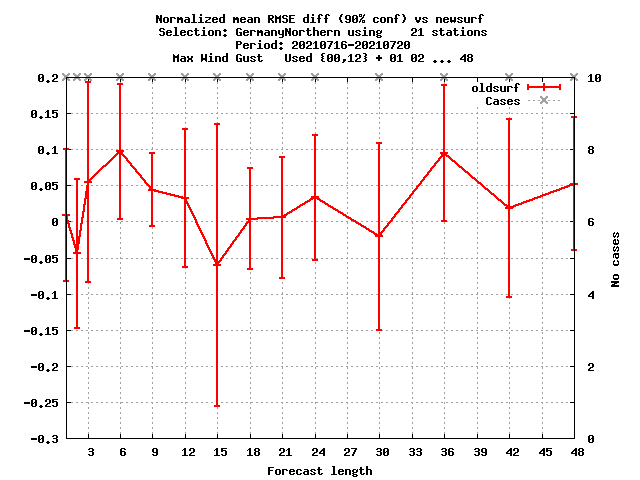 Normalized mean RMSE diff (90% conf) vs newsurf
Selection: GermanyNorthern using    21 stations
Period: 20210716-20210720
Max Wind Gust   Used {00,12} + 01 02 ... 48
oldsurf
Cases
0.2
0.15
0.1
0.05
0
-0.05
-0.1
-0.15
-0.2
-0.25
-0.3
10
8
6
4
2
0
No cases
3 6 9 12 15 18 21 24 27 30 33 36 39 42 45 48
Forecast length